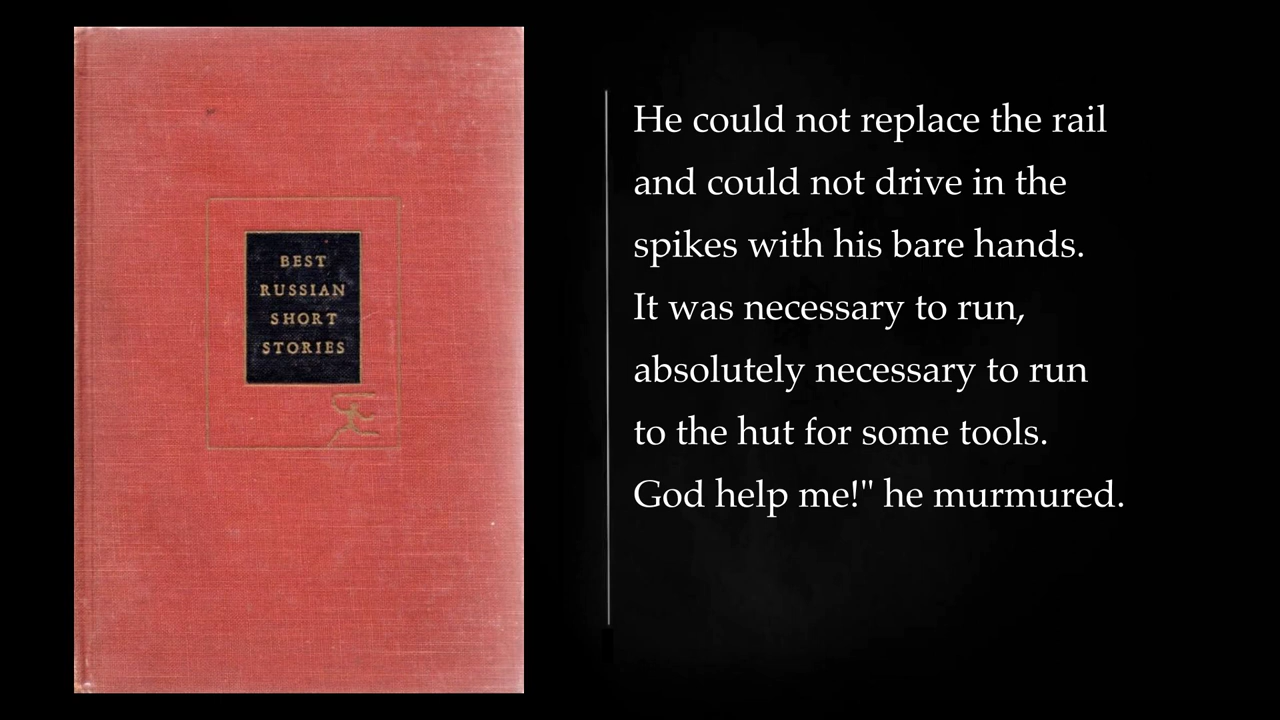 BEST
RUSSIAN
SHORT
STORIES
He could not replace the rail
and could not drive in the
spikes with his bare hands.
It was necessary to run,
absolutely necessary to run
to the hut for some tools.
God help me!" he murmured.